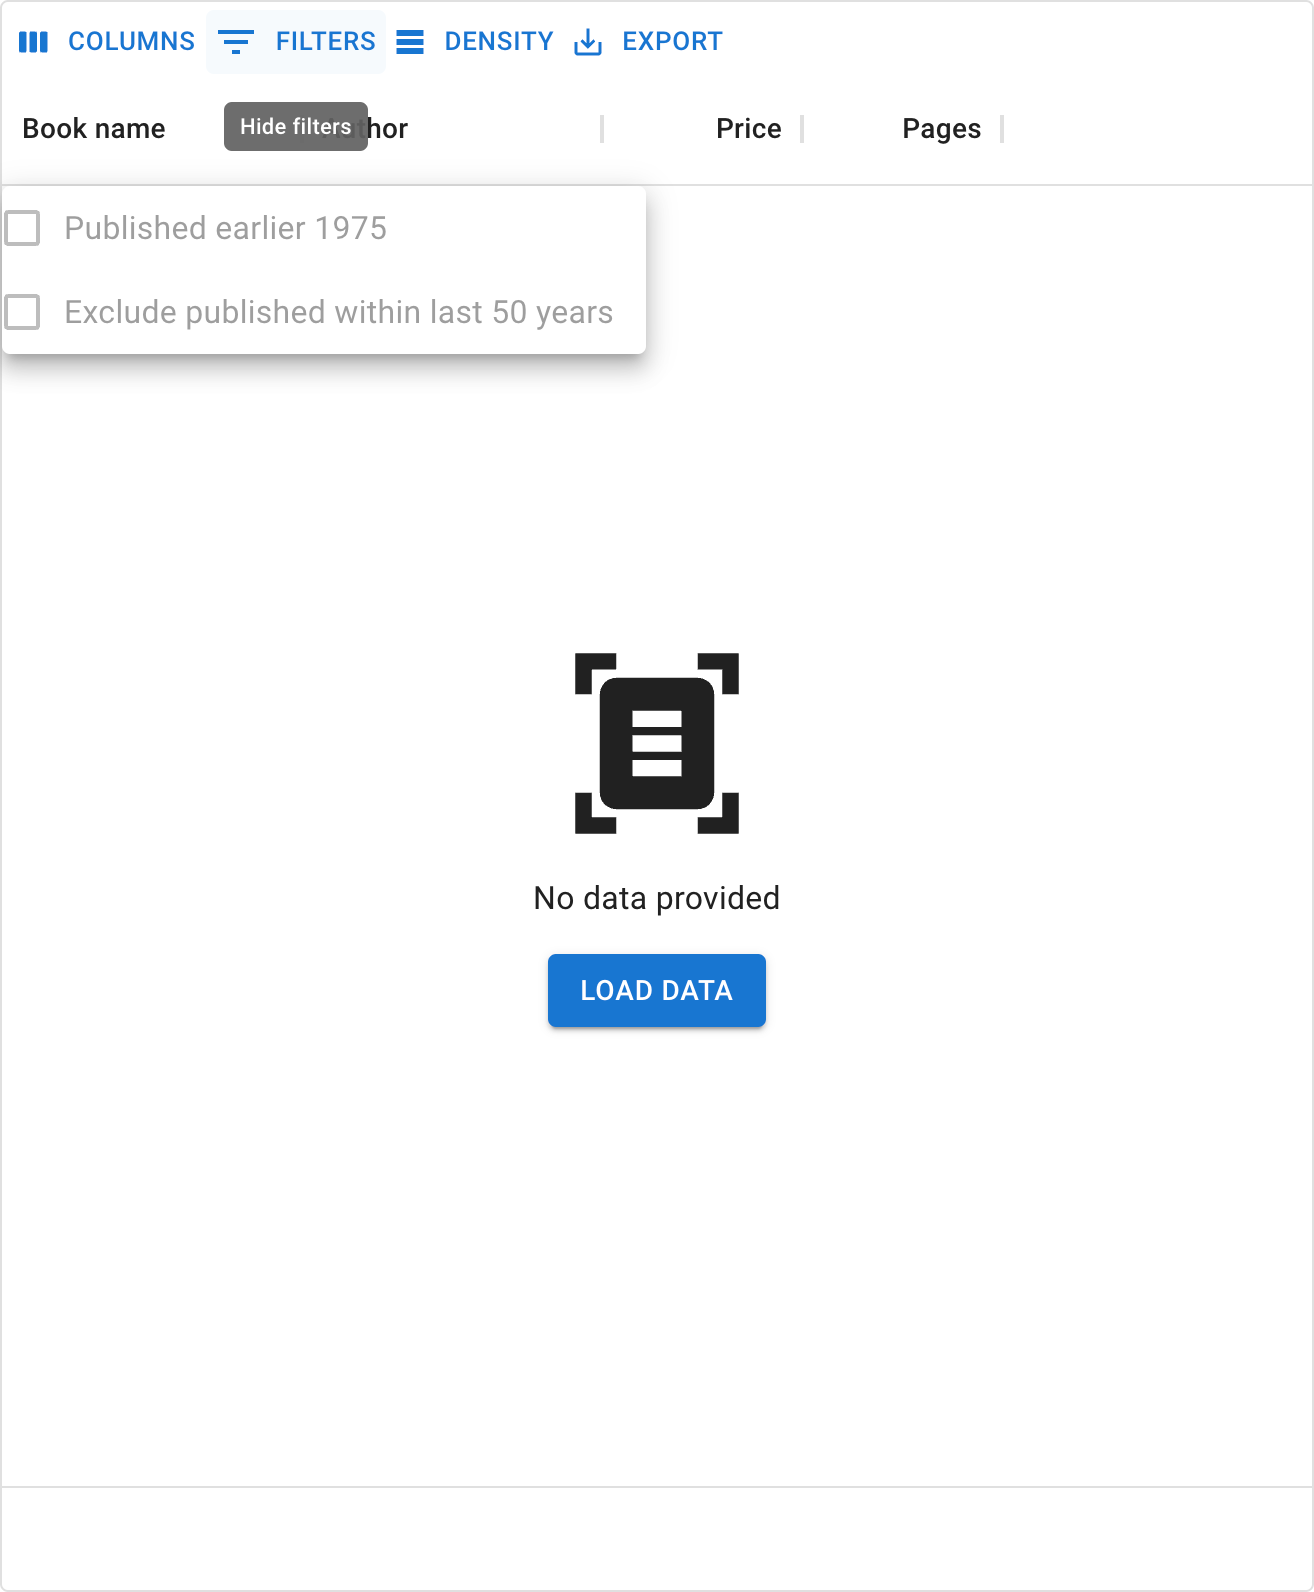 COLUMNS FILTERS DENSITY EXPORT
Book name Hide filters hor Price Pages
Published earlier 1975
Exclude published within last 50 years
No data provided
LOAD DATA